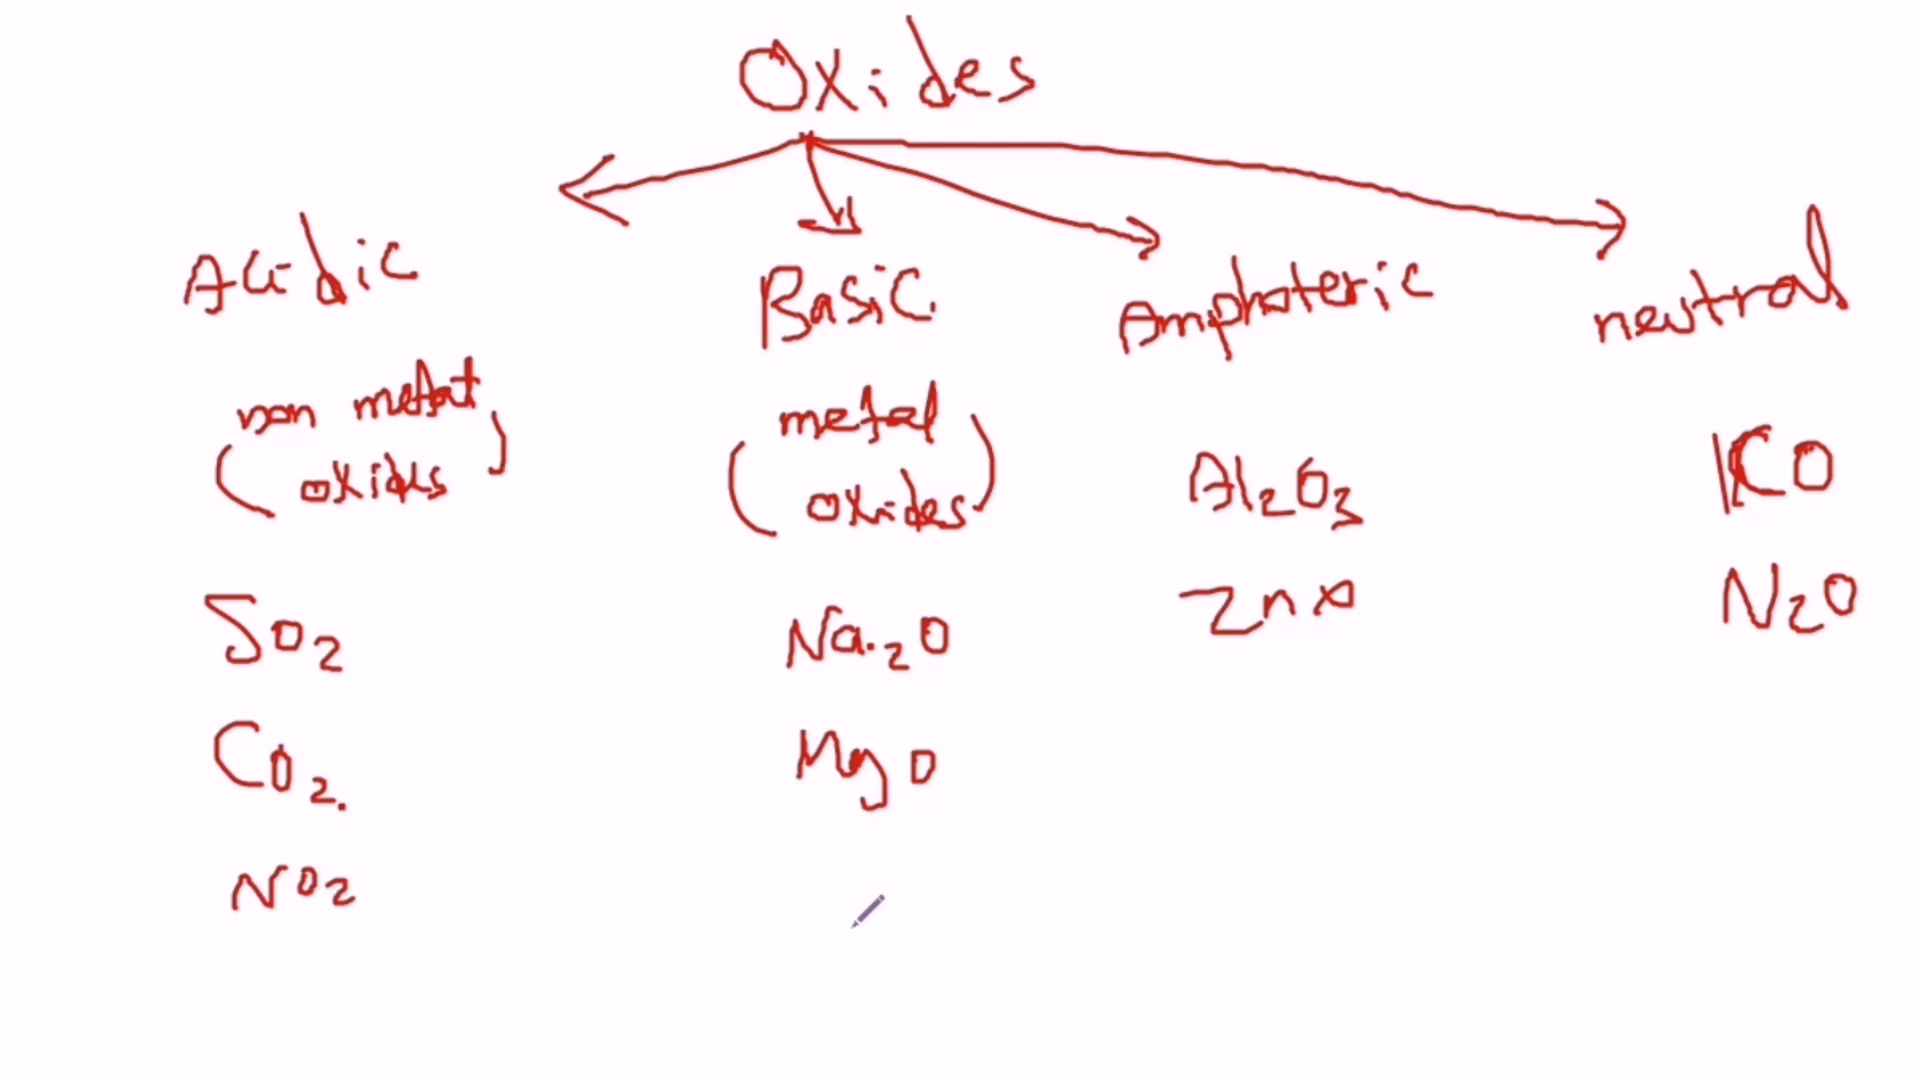 Oxides
Acidic
Basic
Amphoteric
neutral
(non metal
oxides)
(metal
oxides)
Al2O3
CO
SO2
Na2O
ZnO
N2O
CO2.
MgO
NO2